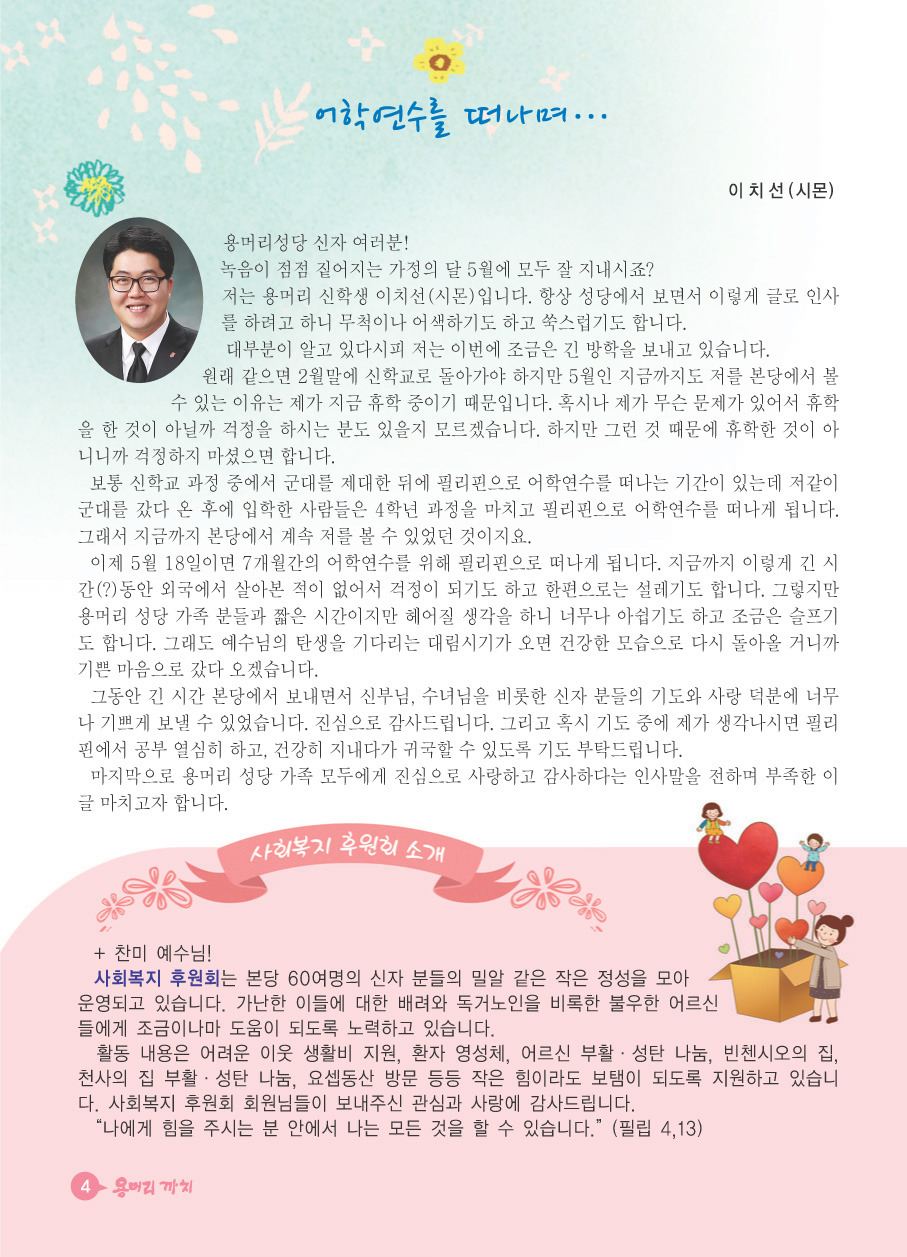 어학연수를 떠나며...
이 치 선 (시몬)
용머리성당 신자 여러분!
녹음이 점점 짙어지는 가정의 달 5월에 모두 잘 지내시죠?
저는 용머리 신학생 이치선(시몬)입니다. 항상 성당에서 보면서 이렇게 글로 인사
를 하려고 하니 무척이나 어색하기도 하고 쑥스럽기도 합니다.
대부분이 알고 있다시피 저는 이번에 조금은 긴 방학을 보내고 있습니다.
원래 같으면 2월말에 신학교로 돌아가야 하지만 5월인 지금까지도 저를 본당에서 볼
수 있는 이유는 제가 지금 휴학 중이기 때문입니다. 혹시나 제가 무슨 문제가 있어서 휴학
을 한 것이 아닐까 걱정을 하시는 분도 있을지 모르겠습니다. 하지만 그런 것 때문에 휴학한 것이 아
니니까 걱정하지 마셨으면 합니다.
보통 신학교 과정 중에서 군대를 제대한 뒤에 필리핀으로 어학연수를 떠나는 기간이 있는데 저같이
군대를 갔다 온 후에 입학한 사람들은 4학년 과정을 마치고 필리핀으로 어학연수를 떠나게 됩니다.
그래서 지금까지 본당에서 계속 저를 볼 수 있었던 것이지요.
이제 5월 18일이면 7개월간의 어학연수를 위해 필리핀으로 떠나게 됩니다. 지금까지 이렇게 긴 시
간(?)동안 외국에서 살아본 적이 없어서 걱정이 되기도 하고 한편으로는 설레기도 합니다. 그렇지만
용머리 성당 가족 분들과 짧은 시간이지만 헤어질 생각을 하니 너무나 아쉽기도 하고 조금은 슬프기
도 합니다. 그래도 예수님의 탄생을 기다리는 대림시기가 오면 건강한 모습으로 다시 돌아올 거니까
기쁜 마음으로 갔다 오겠습니다.
그동안 긴 시간 본당에서 보내면서 신부님, 수녀님을 비롯한 신자 분들의 기도와 사랑 덕분에 너무
나 기쁘게 보낼 수 있었습니다. 진심으로 감사드립니다. 그리고 혹시 기도 중에 제가 생각나시면 필리
핀에서 공부 열심히 하고, 건강히 지내다가 귀국할 수 있도록 기도 부탁드립니다.
마지막으로 용머리 성당 가족 모두에게 진심으로 사랑하고 감사하다는 인사말을 전하며 부족한 이
글 마치고자 합니다.
사회복지 후원회 소개
+ 찬미 예수님!
사회복지 후원회는 본당 60여명의 신자 분들의 밀알 같은 작은 정성을 모아
운영되고 있습니다. 가난한 이들에 대한 배려와 독거노인을 비롯한 불우한 어르신
들에게 조금이나마 도움이 되도록 노력하고 있습니다.
활동 내용은 어려운 이웃 생활비 지원, 환자 영성체, 어르신 부활·성탄 나눔, 빈첸시오의 집,
천사의 집 부활·성탄 나눔, 요셉동산 방문 등등 작은 힘이라도 보탬이 되도록 지원하고 있습니
다. 사회복지 후원회 회원님들이 보내주신 관심과 사랑에 감사드립니다.
“나에게 힘을 주시는 분 안에서 나는 모든 것을 할 수 있습니다.” (필립 4,13)
4 용머리 까치